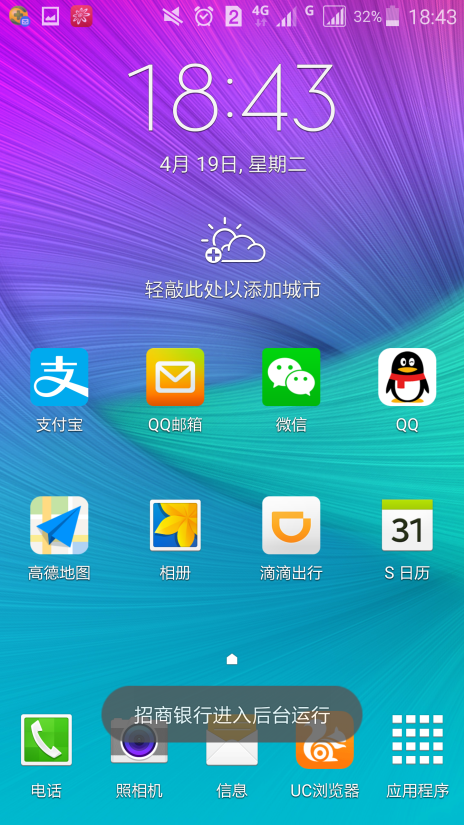 2 4G G 32% 18:43
18:43
4月 19日, 星期二
轻敲此处以添加城市
支
支付宝 QQ邮箱 微信 QQ
31
高德地图 相册 滴滴出行 S 日历
招商银行进入后台运行
电话 照相机 信息 UC浏览器 应用程序